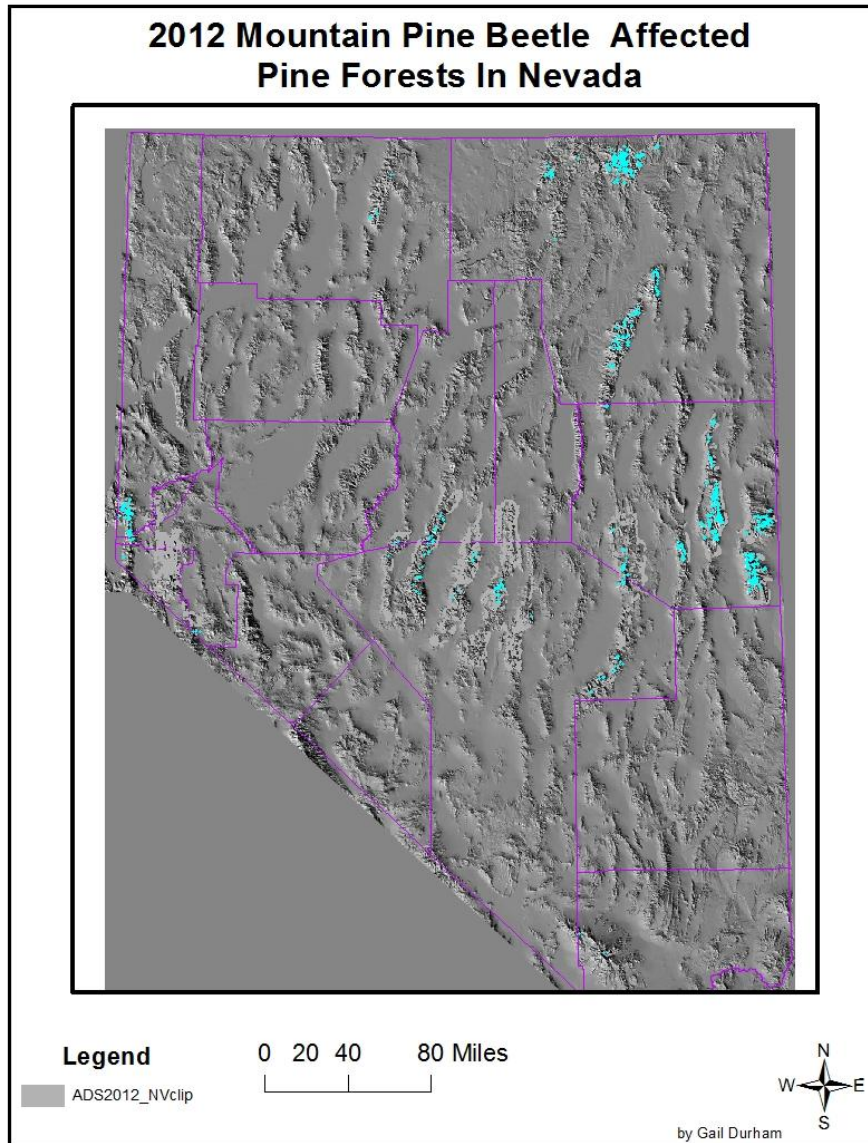 2012 Mountain Pine Beetle Affected
Pine Forests In Nevada
Legend
ADS2012_NVclip
0 20 40 80 Miles
N
W E
S
by Gail Durham